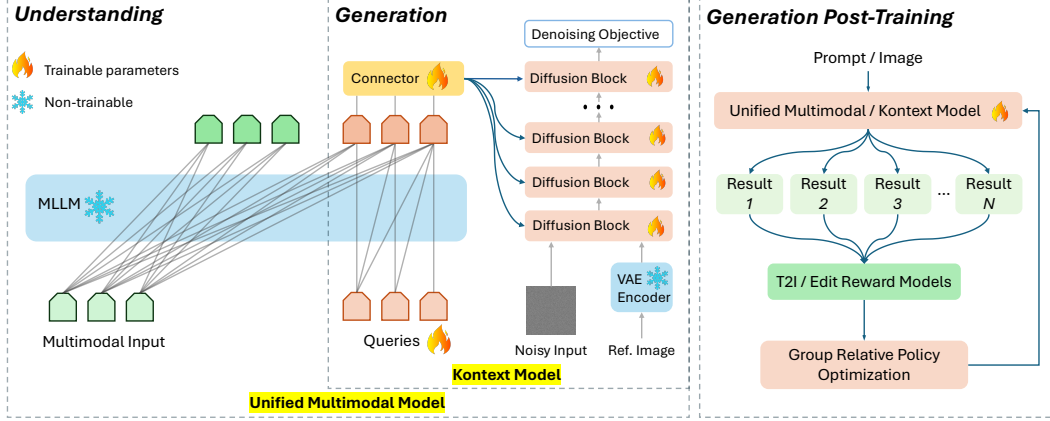 Understanding
Trainable parameters
Non-trainable
MLLM
Multimodal Input
Generation
Connector
Queries
Denoising Objective
Diffusion Block
• • •
Diffusion Block
Diffusion Block
Diffusion Block
VAE
Encoder
Noisy Input
Ref. Image
Kontext Model
Unified Multimodal Model
Generation Post-Training
Prompt / Image
Unified Multimodal / Kontext Model
Result
1
Result
2
Result
3
...
Result
N
T2I / Edit Reward Models
Group Relative Policy
Optimization